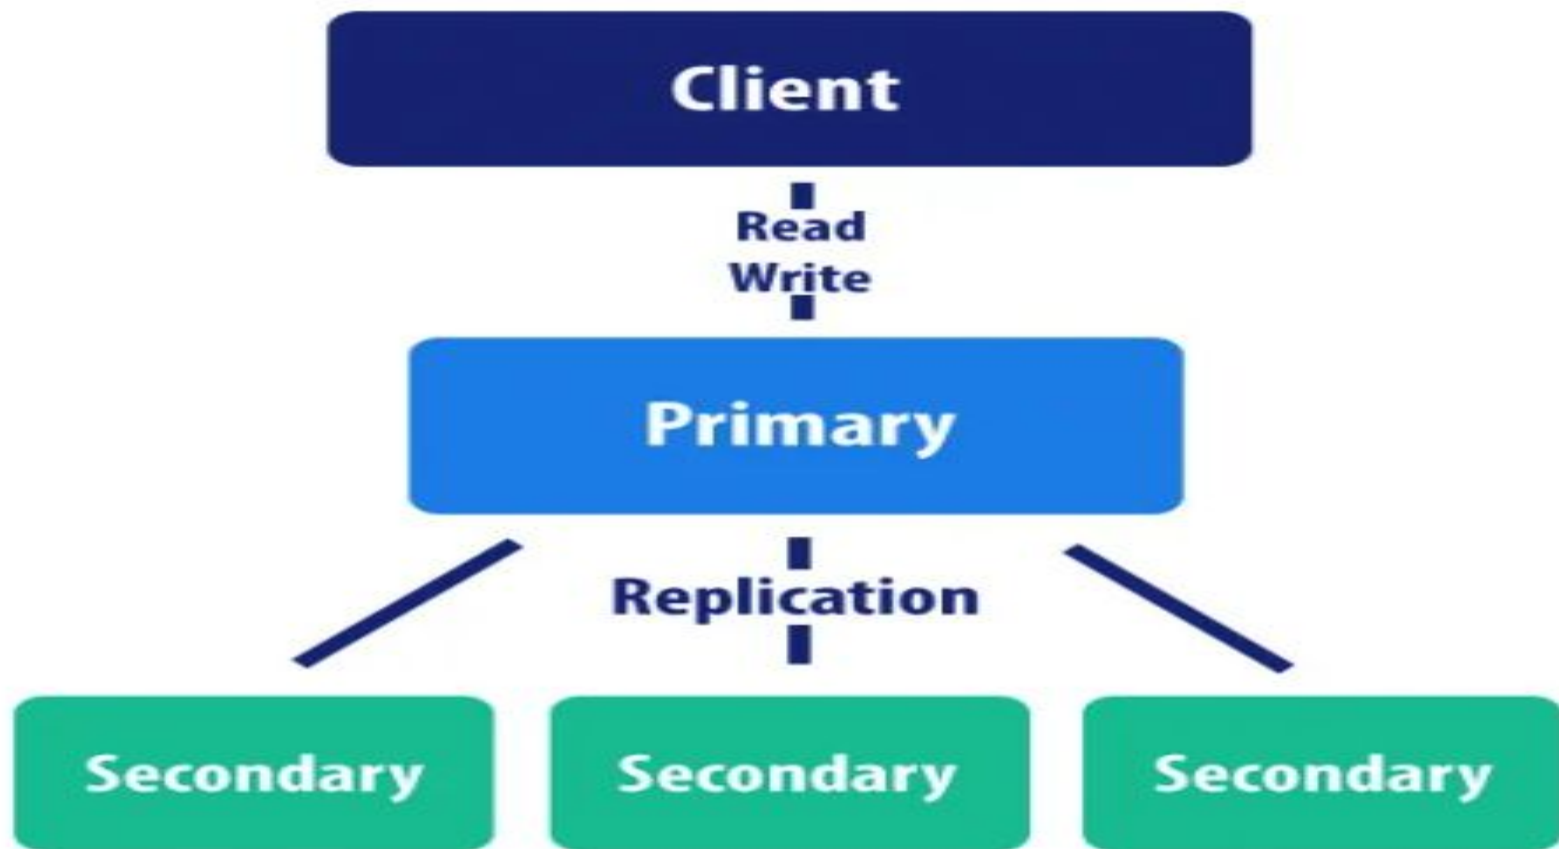 Client
Read
Write
Primary
Replication
Secondary
Secondary
Secondary